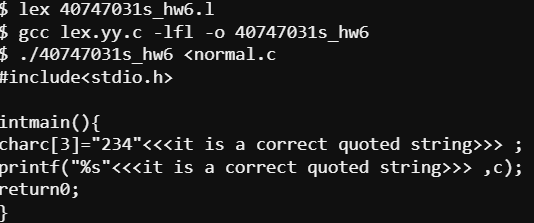 $ lex 40747031s_hw6.l
$ gcc lex.yy.c -lfl -o 40747031s_hw6
$ ./40747031s_hw6 <normal.c
#include<stdio.h>
intmain(){
charc[3]="234"<<<it is a correct quoted string>>> ;
printf("%s"<<<it is a correct quoted string>>> ,c);
return0;
}